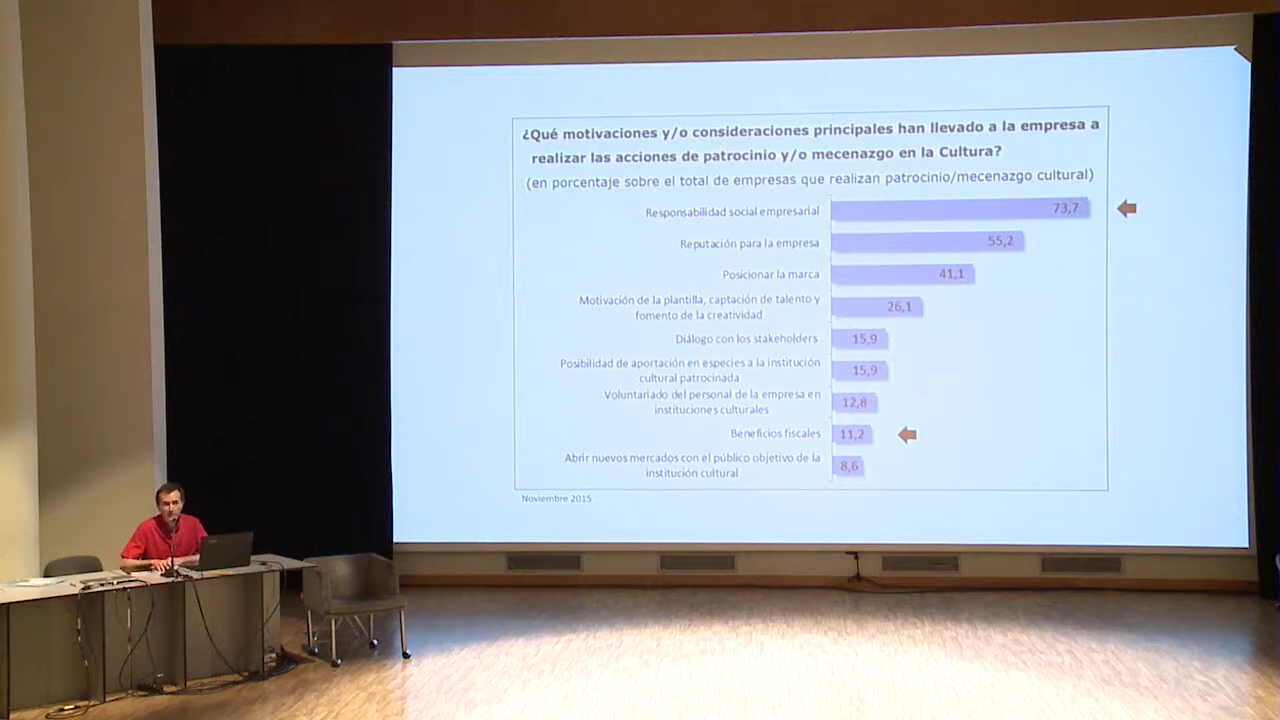 ¿Qué motivaciones y/o consideraciones principales han llevado a la empresa a
realizar las acciones de patrocinio y/o mecenazgo en la Cultura?
(en porcentaje sobre el total de empresas que realizan patrocinio/mecenazgo cultural)
Responsabilidad social empresarial 73,7
Reputación para la empresa 55,2
Posicionar la marca 41,1
Motivación de la plantilla, captación de talento y
fomento de la creatividad 26,1
Diálogo con los stakeholders 15,9
Posibilidad de aportación en especies a la institución
cultural patrocinada 15,9
Voluntariado del personal de la empresa en
instituciones culturales 12,8
Beneficios fiscales 11,2
Abrir nuevos mercados con el público objetivo de la
institución cultural 8,6
Noviembre 2015